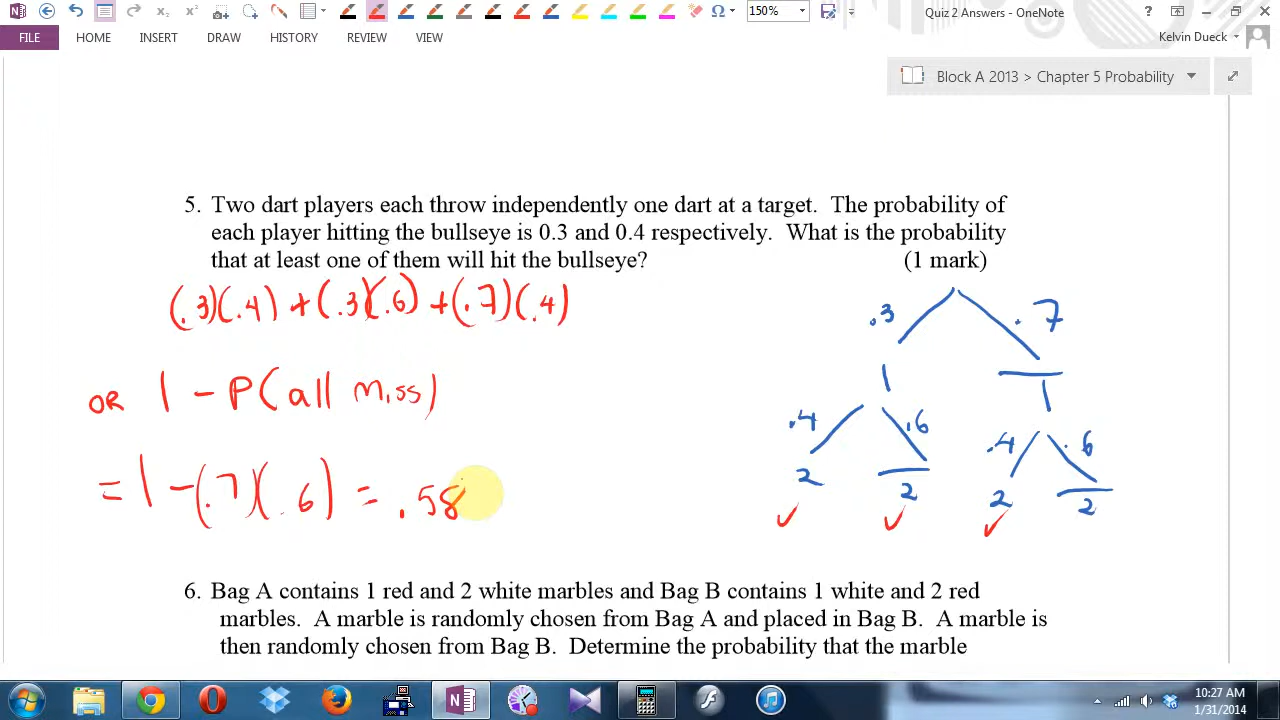 150%
Quiz 2 Answers - OneNote
FILE HOME INSERT DRAW HISTORY REVIEW VIEW
Kelvin Dueck
Block A 2013 > Chapter 5 Probability
5. Two dart players each throw independently one dart at a target. The probability of
each player hitting the bullseye is 0.3 and 0.4 respectively. What is the probability
that at least one of them will hit the bullseye? (1 mark)
(.3)(.4) + (.3)(.6) + (.7)(.4)
OR 1 - P(all miss)
= 1 - (.7)(.6) = .58
.3 .7
1 1
.4 .6 .4 .6
2 2 2 2
6. Bag A contains 1 red and 2 white marbles and Bag B contains 1 white and 2 red
marbles. A marble is randomly chosen from Bag A and placed in Bag B. A marble is
then randomly chosen from Bag B. Determine the probability that the marble
10:27 AM
1/31/2014